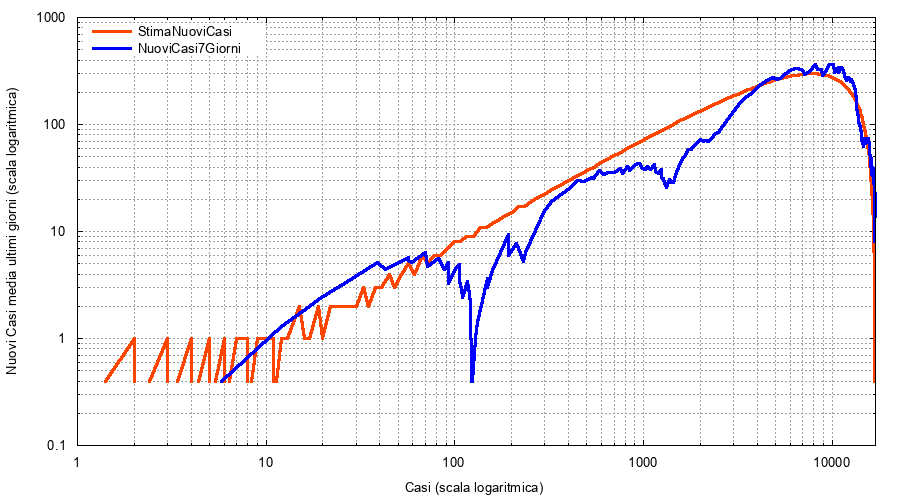 1000
StimaNuoviCasi
NuoviCasi7Giorni
100
10
1
0.1
Nuovi Casi media ultimi giorni (scala logaritmica)
1 10 100 1000 10000
Casi (scala logaritmica)